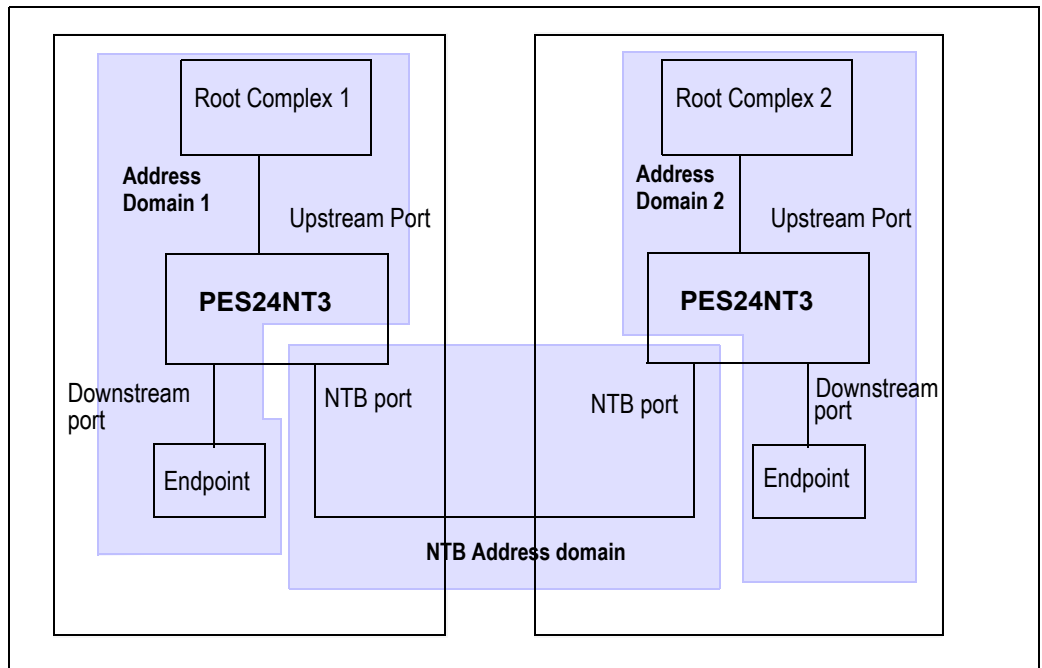 Root Complex 1
Address
Domain 1
Upstream Port
PES24NT3
Downstream
port
NTB port
Endpoint
Root Complex 2
Address
Domain 2
Upstream Port
PES24NT3
NTB port
Downstream
port
Endpoint
NTB Address domain